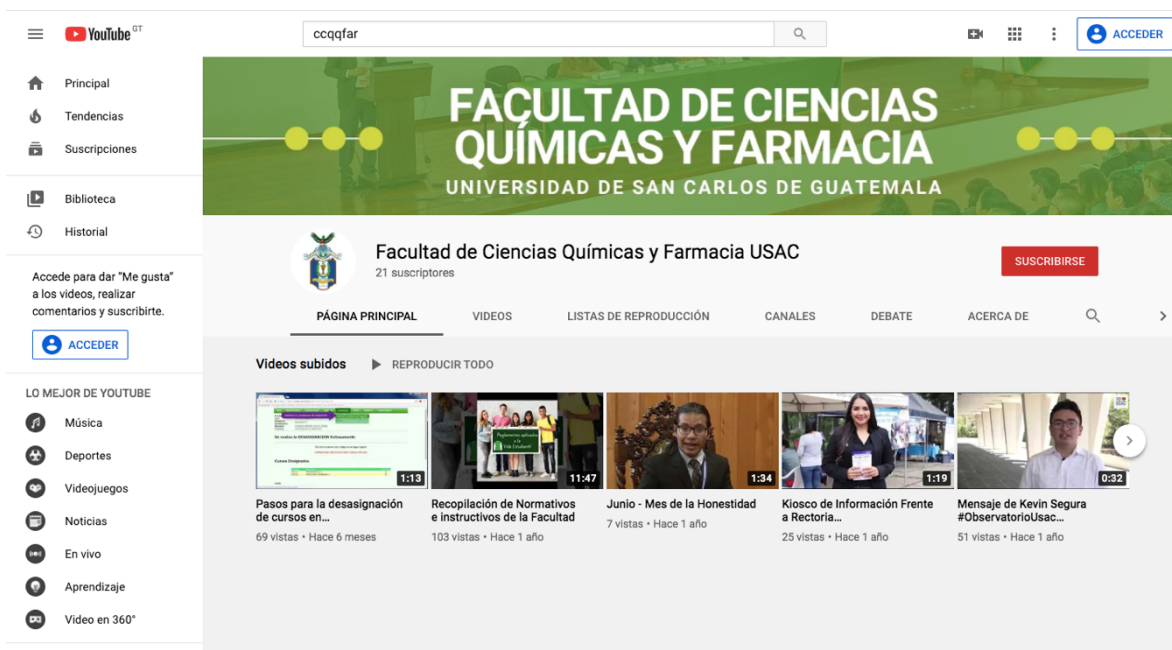 YouTube GT
ccqqfar
ACCEDER
Principal
Tendencias
Suscripciones
Biblioteca
Historial
Accede para dar "Me gusta"
a los videos, realizar
comentarios y suscribirte.
ACCEDER
LO MEJOR DE YOUTUBE
Música
Deportes
Videojuegos
Noticias
En vivo
Aprendizaje
Video en 360°
FACULTAD DE CIENCIAS
QUÍMICAS Y FARMACIA
UNIVERSIDAD DE SAN CARLOS DE GUATEMALA
Facultad de Ciencias Químicas y Farmacia USAC
21 suscriptores
SUSCRIBIRSE
PÁGINA PRINCIPAL VIDEOS LISTAS DE REPRODUCCIÓN CANALES DEBATE ACERCA DE
Videos subidos REPRODUCIR TODO
1:13
Pasos para la desasignación
de cursos en...
69 vistas • Hace 6 meses
Reglamentos aplicados
a la
Vida Estudiantil
11:47
Recopilación de Normativos
e instructivos de la Facultad
103 vistas • Hace 1 año
1:34
Junio - Mes de la Honestidad
7 vistas • Hace 1 año
1:19
Kiosco de Información Frente
a Rectoria...
25 vistas • Hace 1 año
0:32
Mensaje de Kevin Segura
#ObservatorioUsac...
51 vistas • Hace 1 año